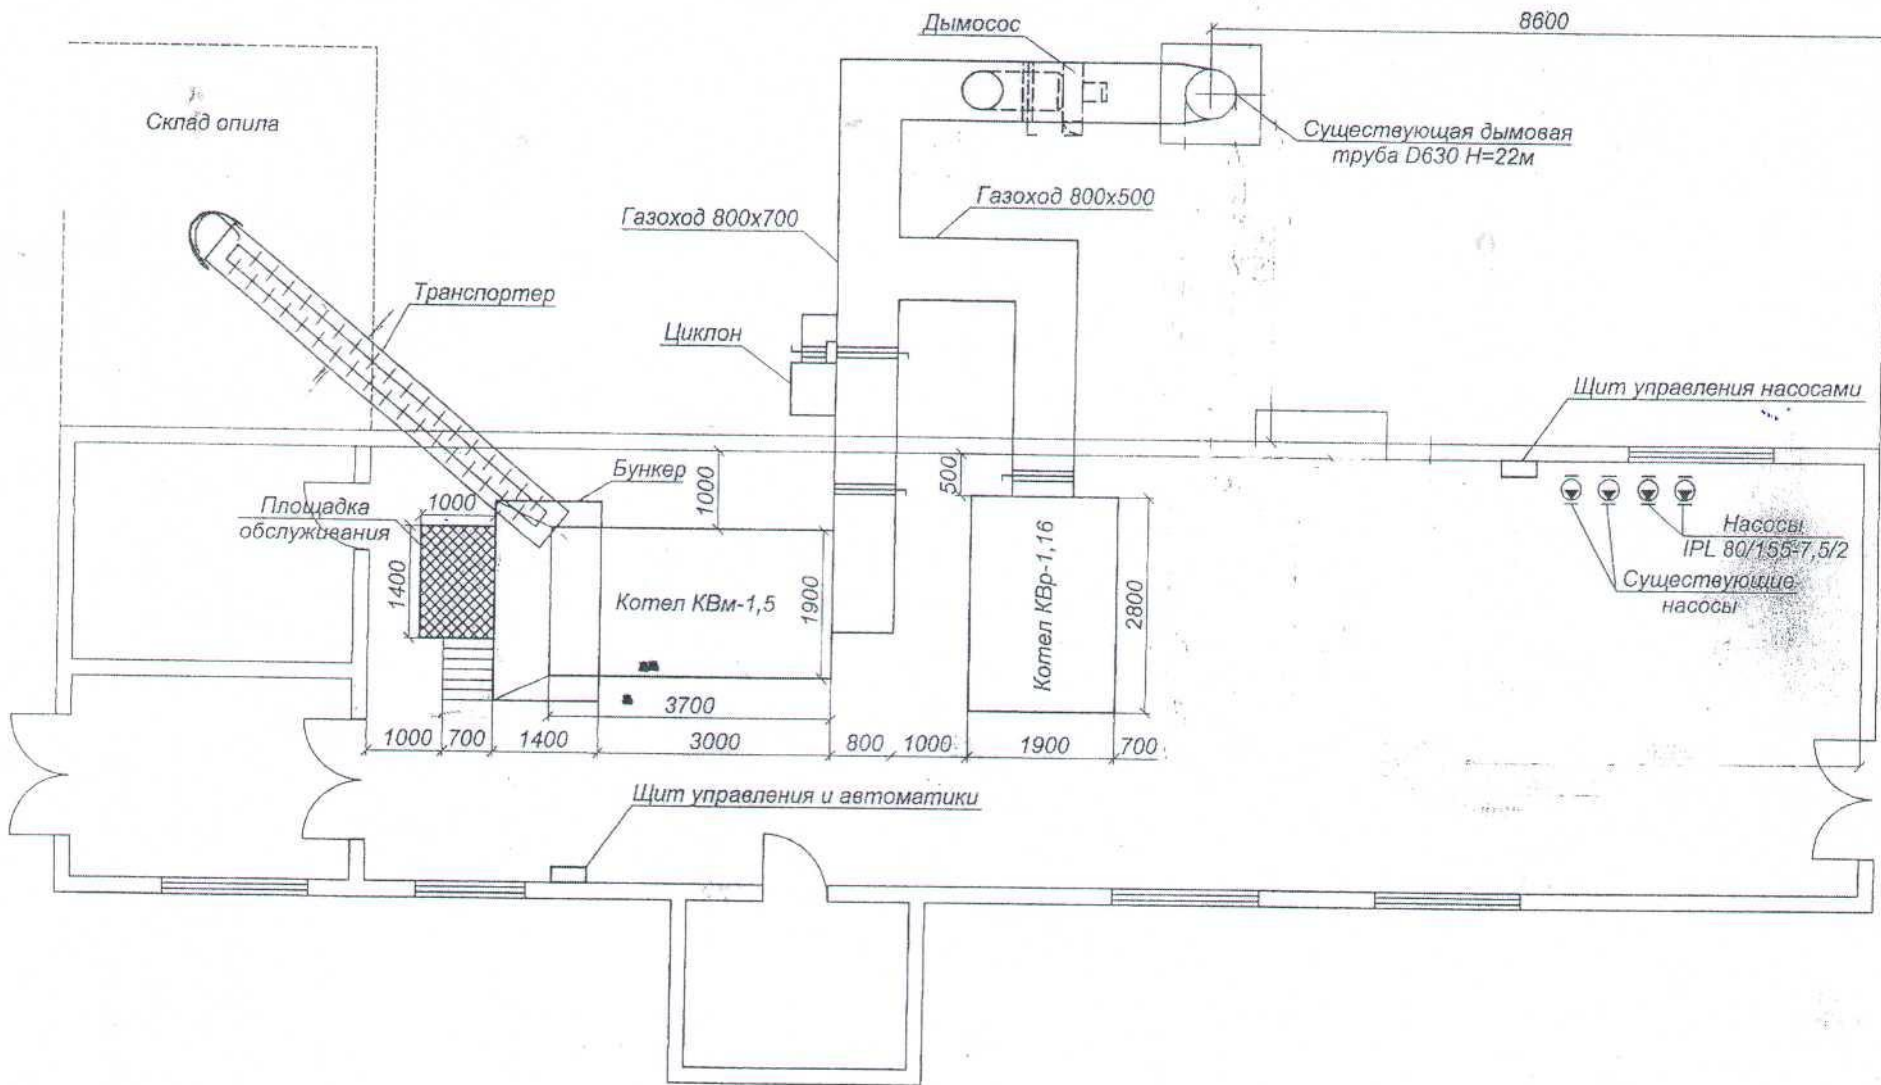 Дымосос
8600
Склад опила
Существующая дымовая
труба D630 Н=22м
Газоход 800х500
Газоход 800х700
Транспортер
Циклон
Щит управления насосами
Бункер
1000
500
Площадка
обслуживания
1000
1400
Котел КВм-1,5
1900
Котел КВр-1,16
2800
Насосы
IPL 80/155-7,5/2
Существующие
насосы
3700
1000
700
1400
3000
800
1000
1900
700
Щит управления и автоматики